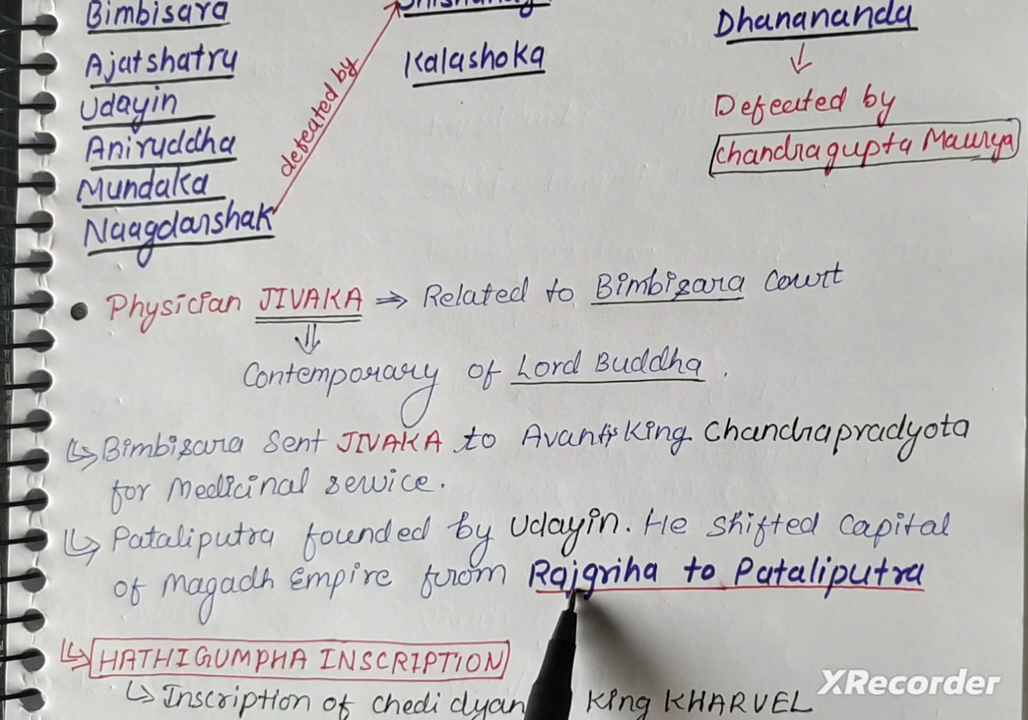 Bimbisara
Ajatshatru
Udayin
Aniruddha
Mundaka
Naagdarshak
defeated by
Kalashoka
Dhanananda
Defeated by
Chandragupta Maurya
• Physician JIVAKA ⇒ Related to Bimbisara Court
Contemporary of Lord Buddha.
Bimbisara Sent JIVAKA to Avanti King Chandrapradyota
for Medicinal service.
Pataliputra founded by Udayin. He shifted Capital
of Magadh Empire from Rajgriha to Pataliputra
HATHIGUMPHA INSCRIPTION
Inscription of chedi King KHARVEL
XRecorder